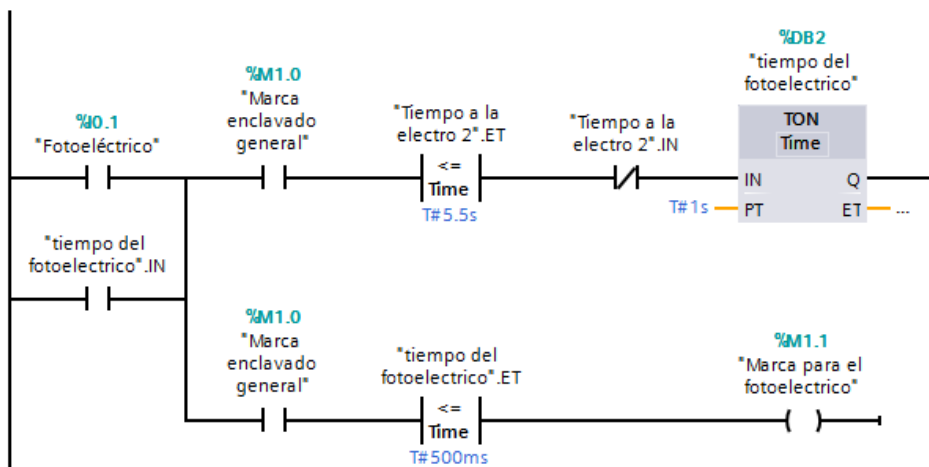 %DB2
"tiempo del
fotoelectrico"
%M1.0
"Marca
enclavado
general"
"Tiempo a la
electro 2".ET
"Tiempo a la
electro 2".IN
TON
Time
%I0.1
"Fotoeléctrico"
<=
Time
T#5.5s
IN
Q
T#1s
PT
ET
...
"tiempo del
fotoelectrico".IN
%M1.0
"Marca
enclavado
general"
"tiempo del
fotoelectrico".ET
%M1.1
"Marca para el
fotoelectrico"
<=
Time
T#500ms